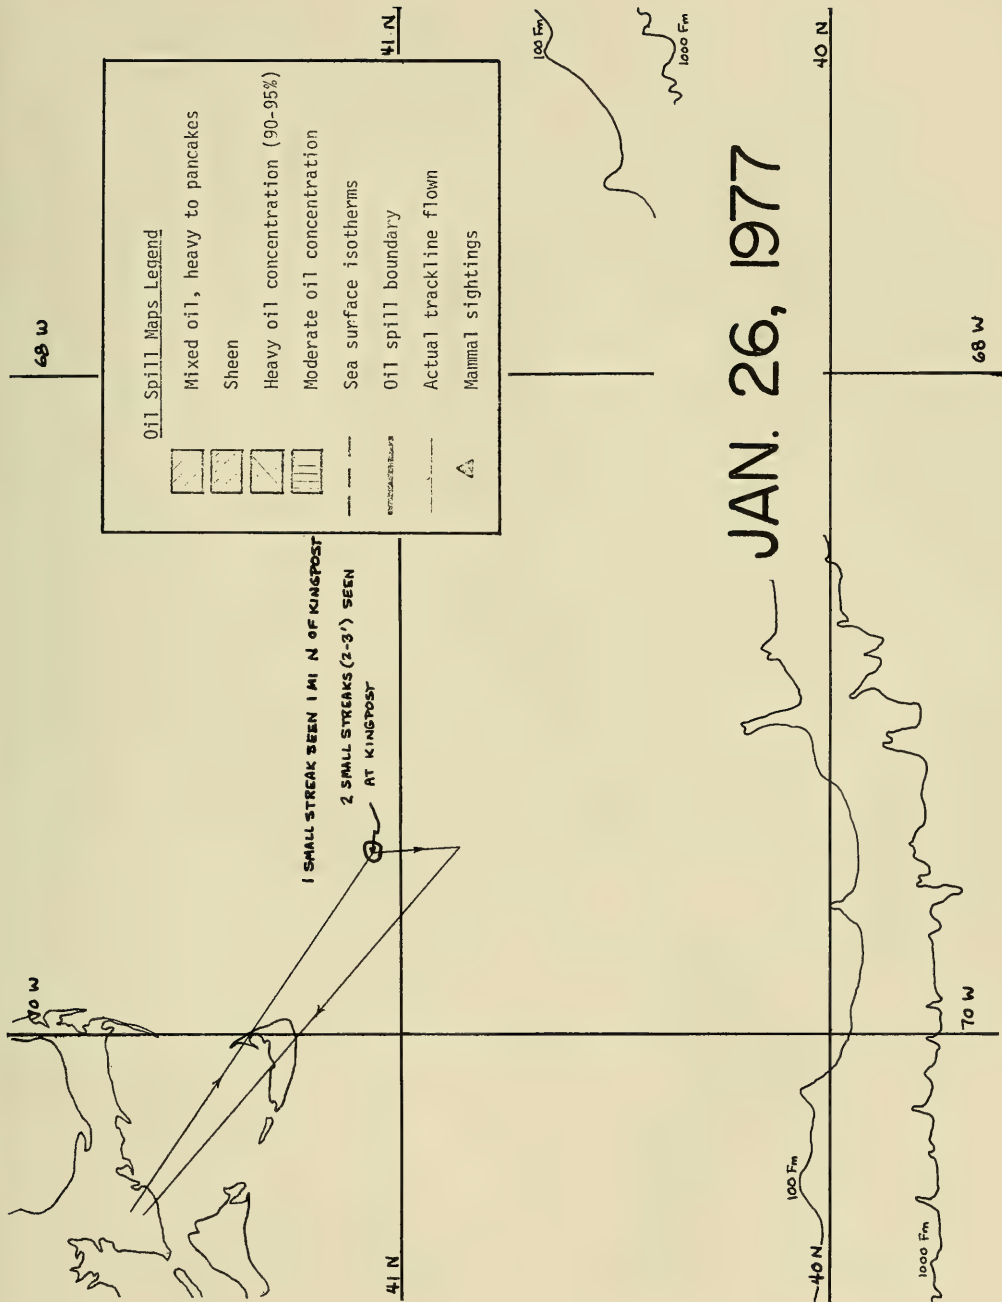 68 W
41 N
Oil Spill Maps Legend
Mixed oil, heavy to pancakes
Sheen
Heavy oil concentration (90-95%)
Moderate oil concentration
Sea surface isotherms
Oil spill boundary
Actual trackline flown
Mammal sightings
70 W
1 SMALL STREAK SEEN 1 MI N OF KINGPOST
2 SMALL STREAKS (2-3') SEEN
AT KINGPOST
41 N
100 Fm
1000 Fm
JAN. 26, 1977
40 N
100 Fm
40 N
1000 Fm
70 W
68 W